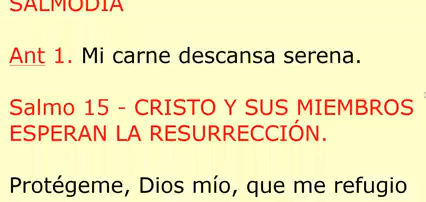 SALMODIA
Ant 1. Mi carne descansa serena.
Salmo 15 - CRISTO Y SUS MIEMBROS
ESPERAN LA RESURRECCIÓN.
Protégeme, Dios mío, que me refugio